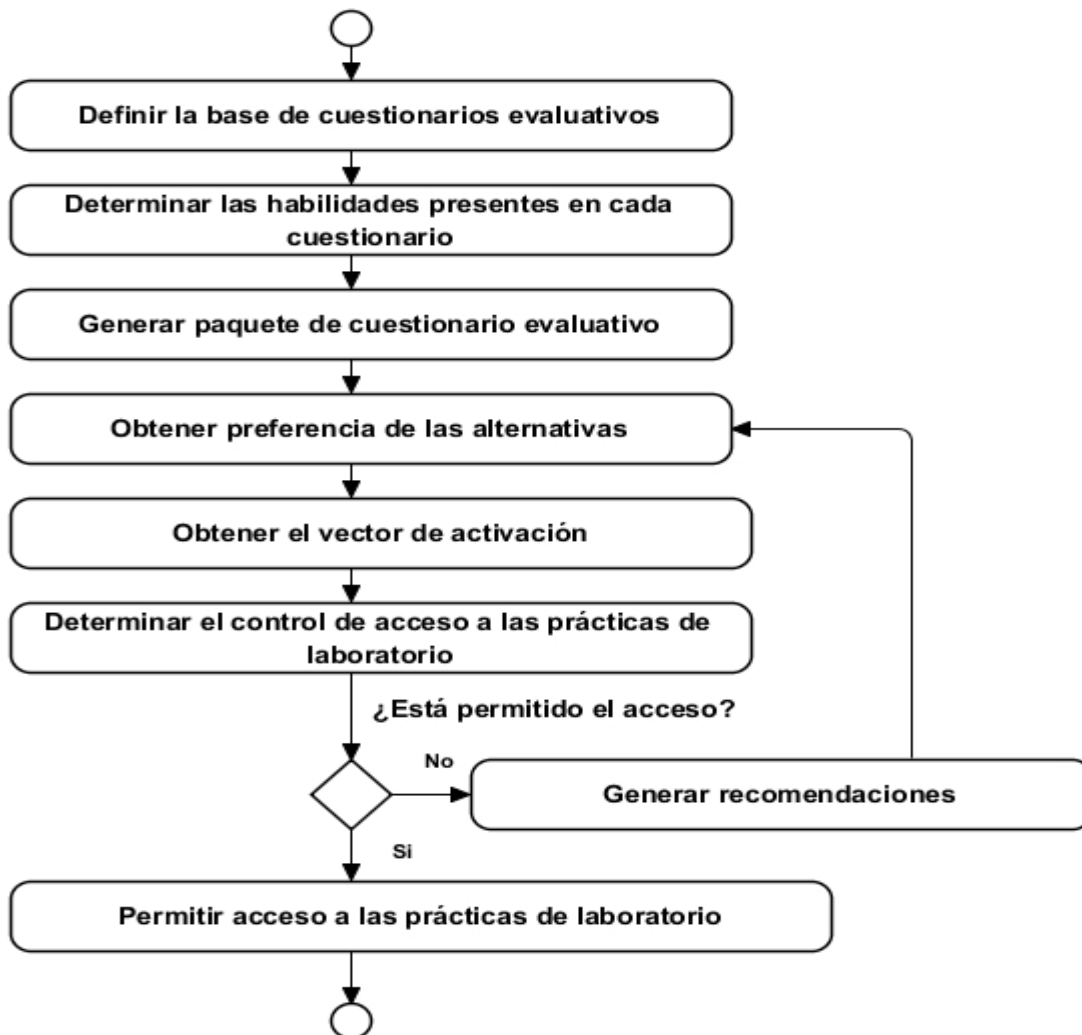 Definir la base de cuestionarios evaluativos
Determinar las habilidades presentes en cada
cuestionario
Generar paquete de cuestionario evaluativo
Obtener preferencia de las alternativas
Obtener el vector de activación
Determinar el control de acceso a las prácticas de
laboratorio
¿Está permitido el acceso?
No
Generar recomendaciones
Si
Permitir acceso a las prácticas de laboratorio